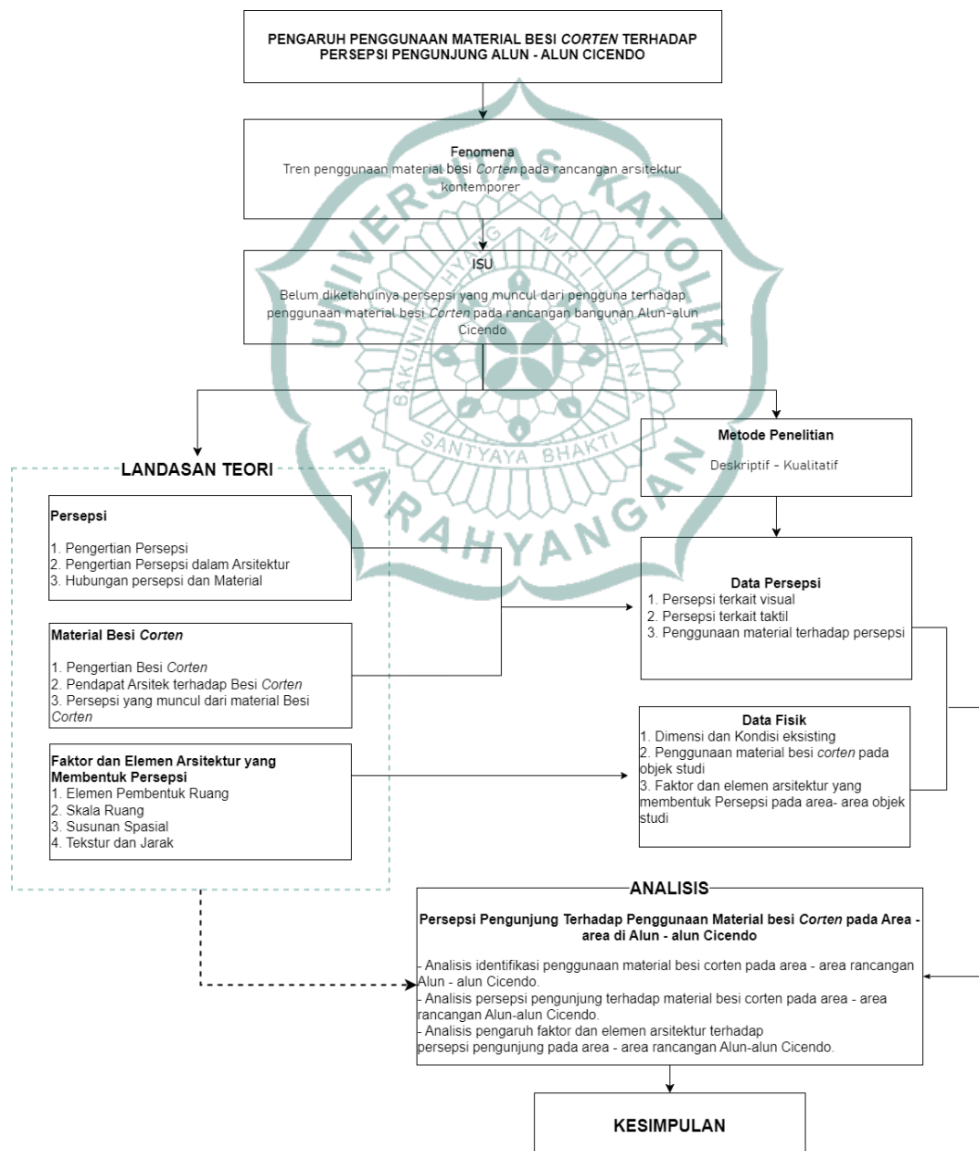 PENGARUH PENGGUNAAN MATERIAL BESI CORTEN TERHADAP
PERSEPSI PENGUNJUNG ALUN - ALUN CICENDO
Fenomena
Tren penggunaan material besi Corten pada rancangan arsitektur
kontemporer
ISU
Belum diketahuinya persepsi yang muncul dari pengguna terhadap
penggunaan material besi Corten pada rancangan bangunan Alun-alun
Cicendo
UNIVERSITAS KATOLIK
PARAHYANGAN
BAKUNING HYANG MRIH GUNA
SANTYAYA BHAKTI
LANDASAN TEORI
Persepsi
1. Pengertian Persepsi
2. Pengertian Persepsi dalam Arsitektur
3. Hubungan persepsi dan Material
Material Besi Corten
1. Pengertian Besi Corten
2. Pendapat Arsitek terhadap Besi Corten
3. Persepsi yang muncul dari material Besi
Corten
Faktor dan Elemen Arsitektur yang
Membentuk Persepsi
1. Elemen Pembentuk Ruang
2. Skala Ruang
3. Susunan Spasial
4. Tekstur dan Jarak
Metode Penelitian
Deskriptif - Kualitatif
Data Persepsi
1. Persepsi terkait visual
2. Persepsi terkait taktil
3. Penggunaan material terhadap persepsi
Data Fisik
1. Dimensi dan Kondisi eksisting
2. Penggunaan material besi corten pada
objek studi
3. Faktor dan elemen arsitektur yang
membentuk Persepsi pada area- area objek
studi
ANALISIS
Persepsi Pengunjung Terhadap Penggunaan Material besi Corten pada Area -
area di Alun - alun Cicendo
- Analisis identifikasi penggunaan material besi corten pada area - area rancangan
Alun - alun Cicendo.
- Analisis persepsi pengunjung terhadap material besi corten pada area - area
rancangan Alun-alun Cicendo.
- Analisis pengaruh faktor dan elemen arsitektur terhadap
persepsi pengunjung pada area - area rancangan Alun-alun Cicendo.
KESIMPULAN